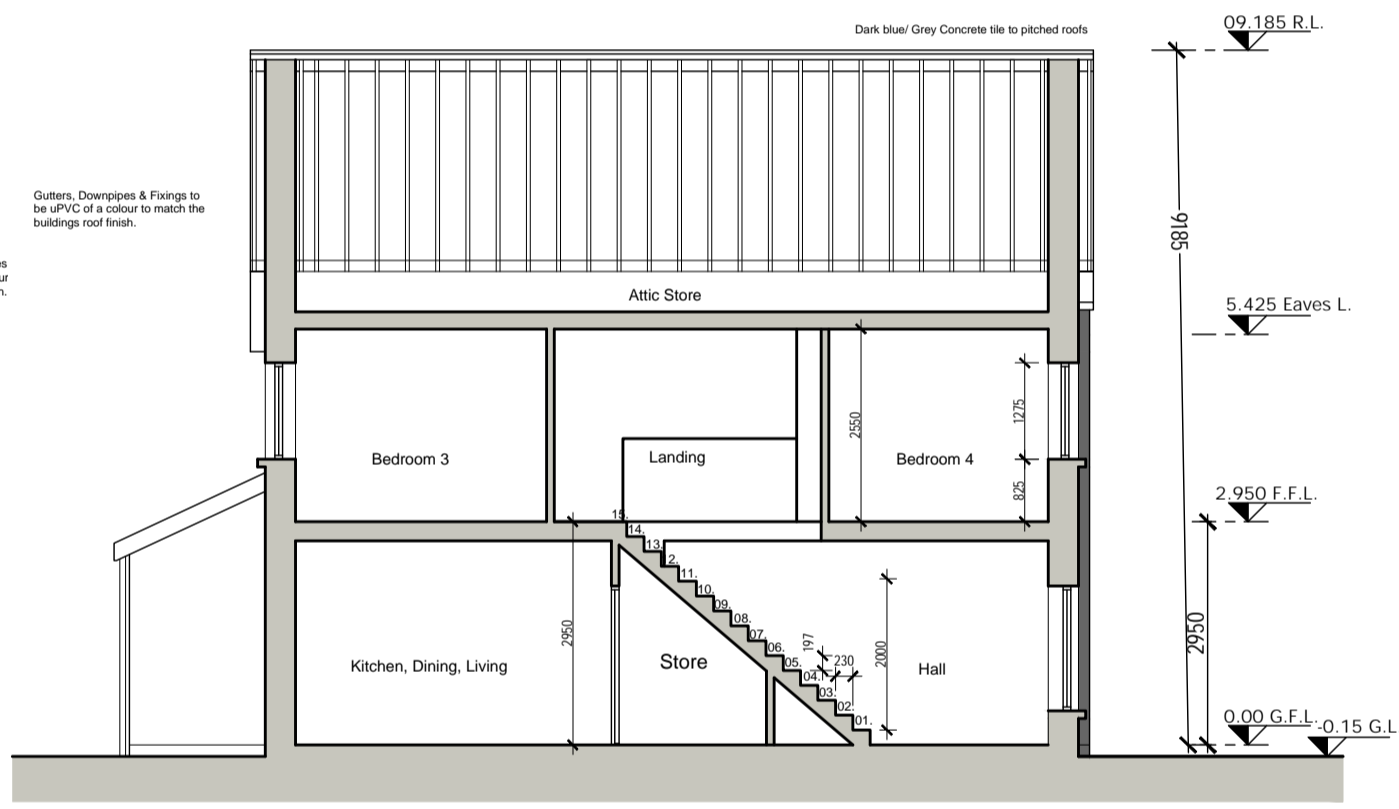 Dark blue/ Grey Concrete tile to pitched roofs
09.185 R.L.
Gutters, Downpipes & Fixings to
be uPVC of a colour to match the
buildings roof finish.
9185
Attic Store
5.425 Eaves L.
1275
2550
Bedroom 3
Landing
Bedroom 4
825
2.950 F.F.L.
15.
14.
13.
2.
11.
10.
09.
08.
07.
06.
05.
04.
03.
02.
01.
197
230
2000
2950
2950
Kitchen, Dining, Living
Store
Hall
0.00 G.F.L.
-0.15 G.L